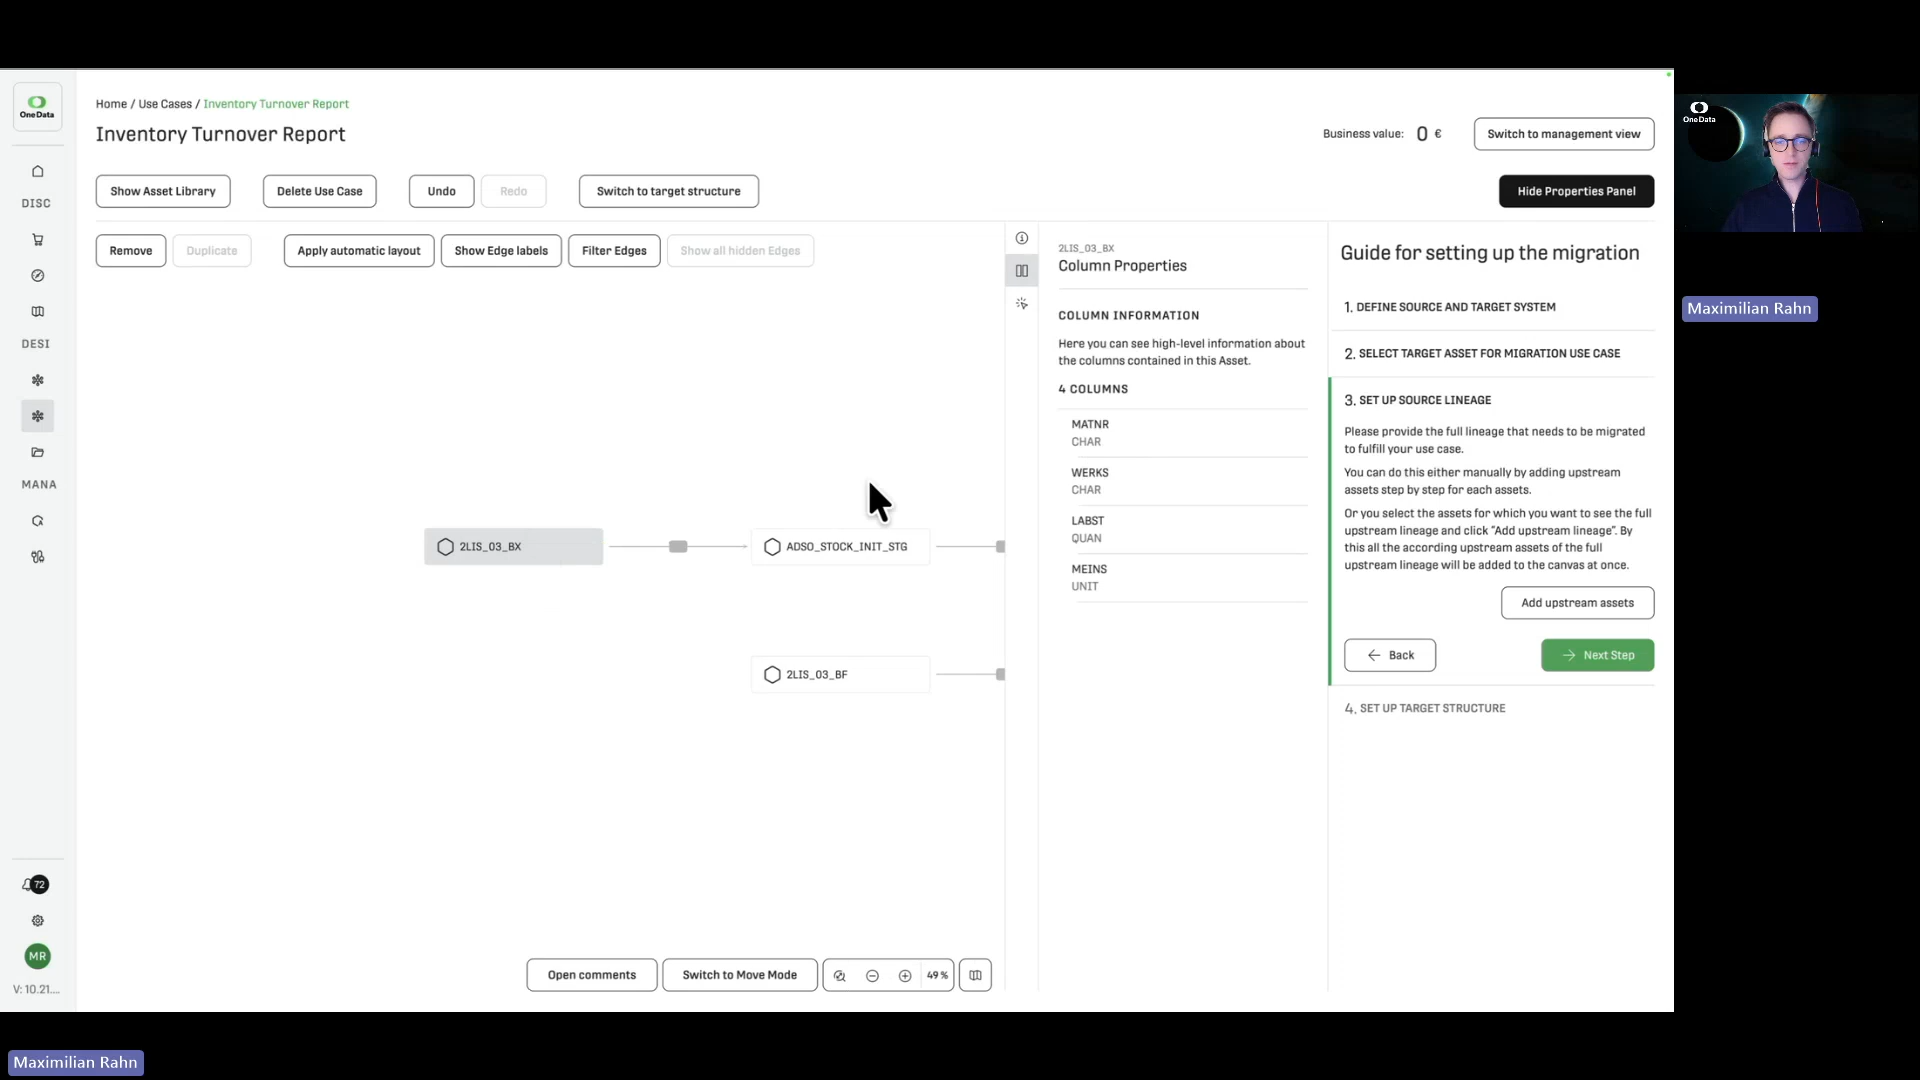 One Data
Home / Use Cases / Inventory Turnover Report
Inventory Turnover Report
Business value: 0 €
Switch to management view
Show Asset Library
Delete Use Case
Undo
Redo
Switch to target structure
Hide Properties Panel
Remove
Duplicate
Apply automatic layout
Show Edge labels
Filter Edges
Show all hidden Edges
DISC
DESI
MANA
72
MR
V: 10.21....
2LIS_03_BX
ADSO_STOCK_INIT_STG
2LIS_03_BF
Open comments
Switch to Move Mode
49 %
2LIS_03_BX
Column Properties
COLUMN INFORMATION
Here you can see high-level information about
the columns contained in this Asset.
4 COLUMNS
MATNR
CHAR
WERKS
CHAR
LABST
QUAN
MEINS
UNIT
Guide for setting up the migration
1. DEFINE SOURCE AND TARGET SYSTEM
2. SELECT TARGET ASSET FOR MIGRATION USE CASE
3. SET UP SOURCE LINEAGE
Please provide the full lineage that needs to be migrated
to fulfill your use case.
You can do this either manually by adding upstream
assets step by step for each assets.
Or you select the assets for which you want to see the full
upstream lineage and click “Add upstream lineage”. By
this all the according upstream assets of the full
upstream lineage will be added to the canvas at once.
Add upstream assets
Back
Next Step
4. SET UP TARGET STRUCTURE
One Data
Maximilian Rahn
Maximilian Rahn